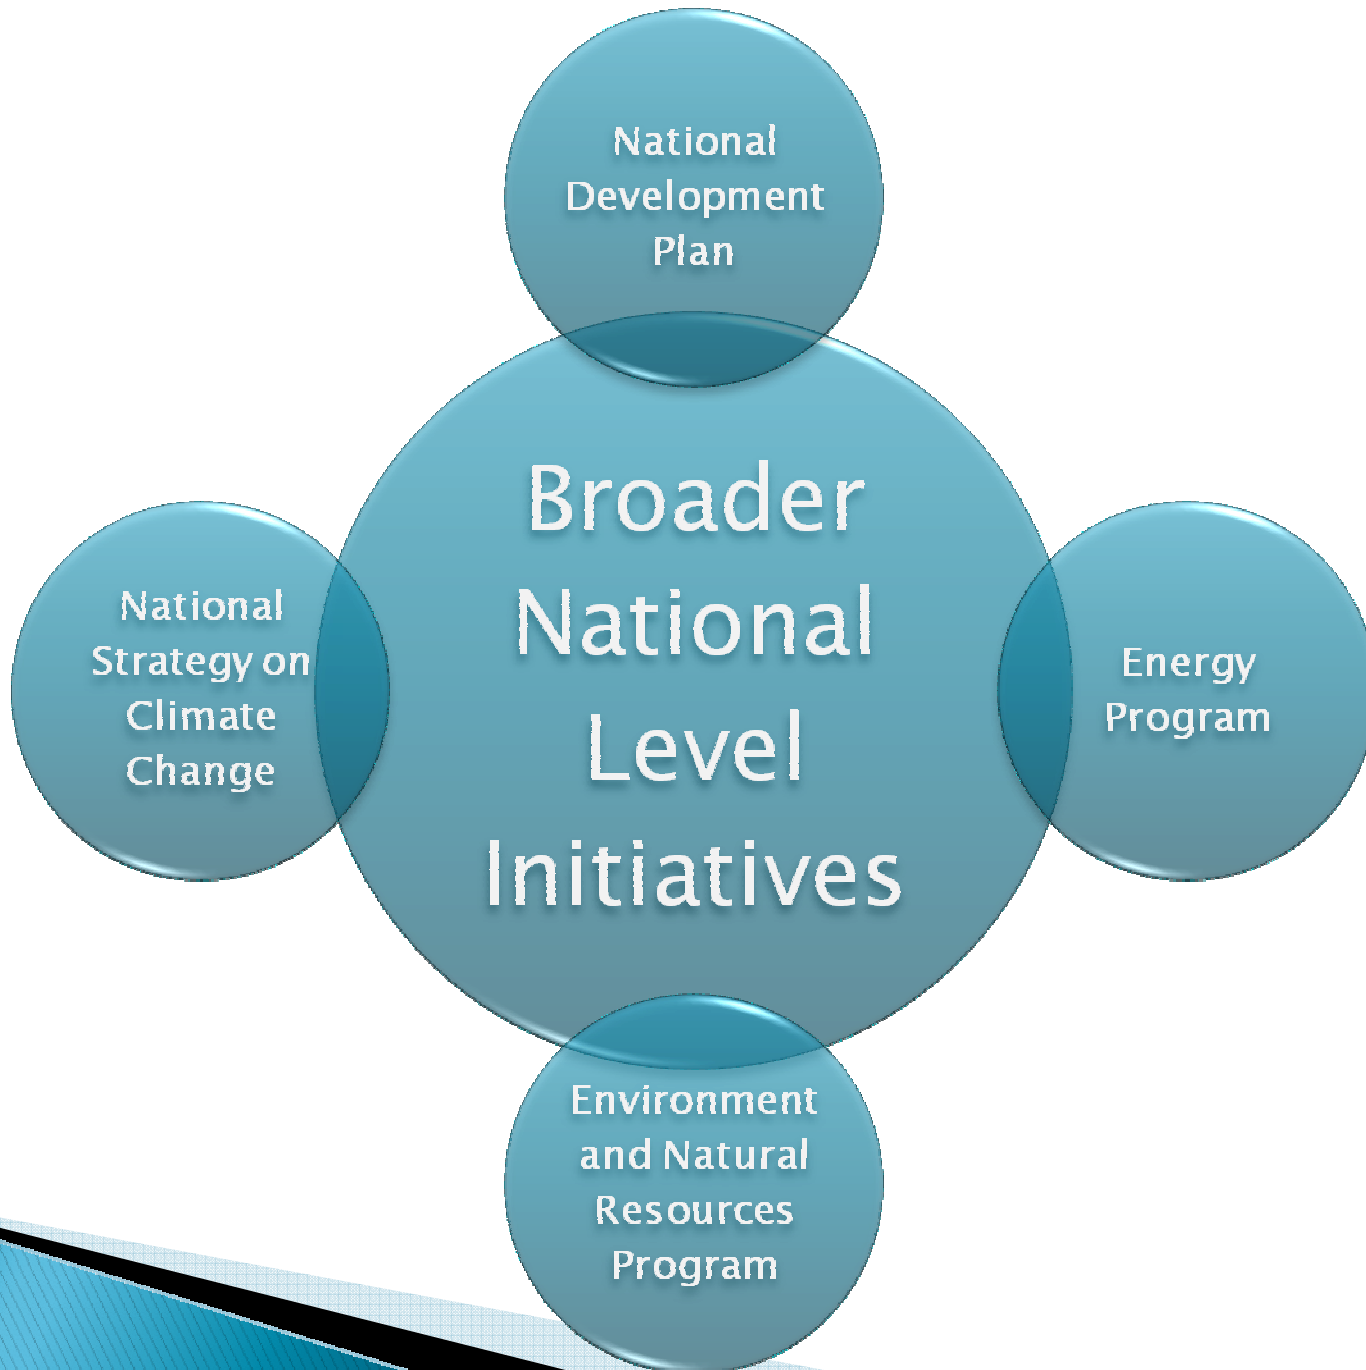 National
Development
Plan
Broader
National
Level
Initiatives
National
Strategy on
Climate
Change
Energy
Program
Environment
and Natural
Resources
Program